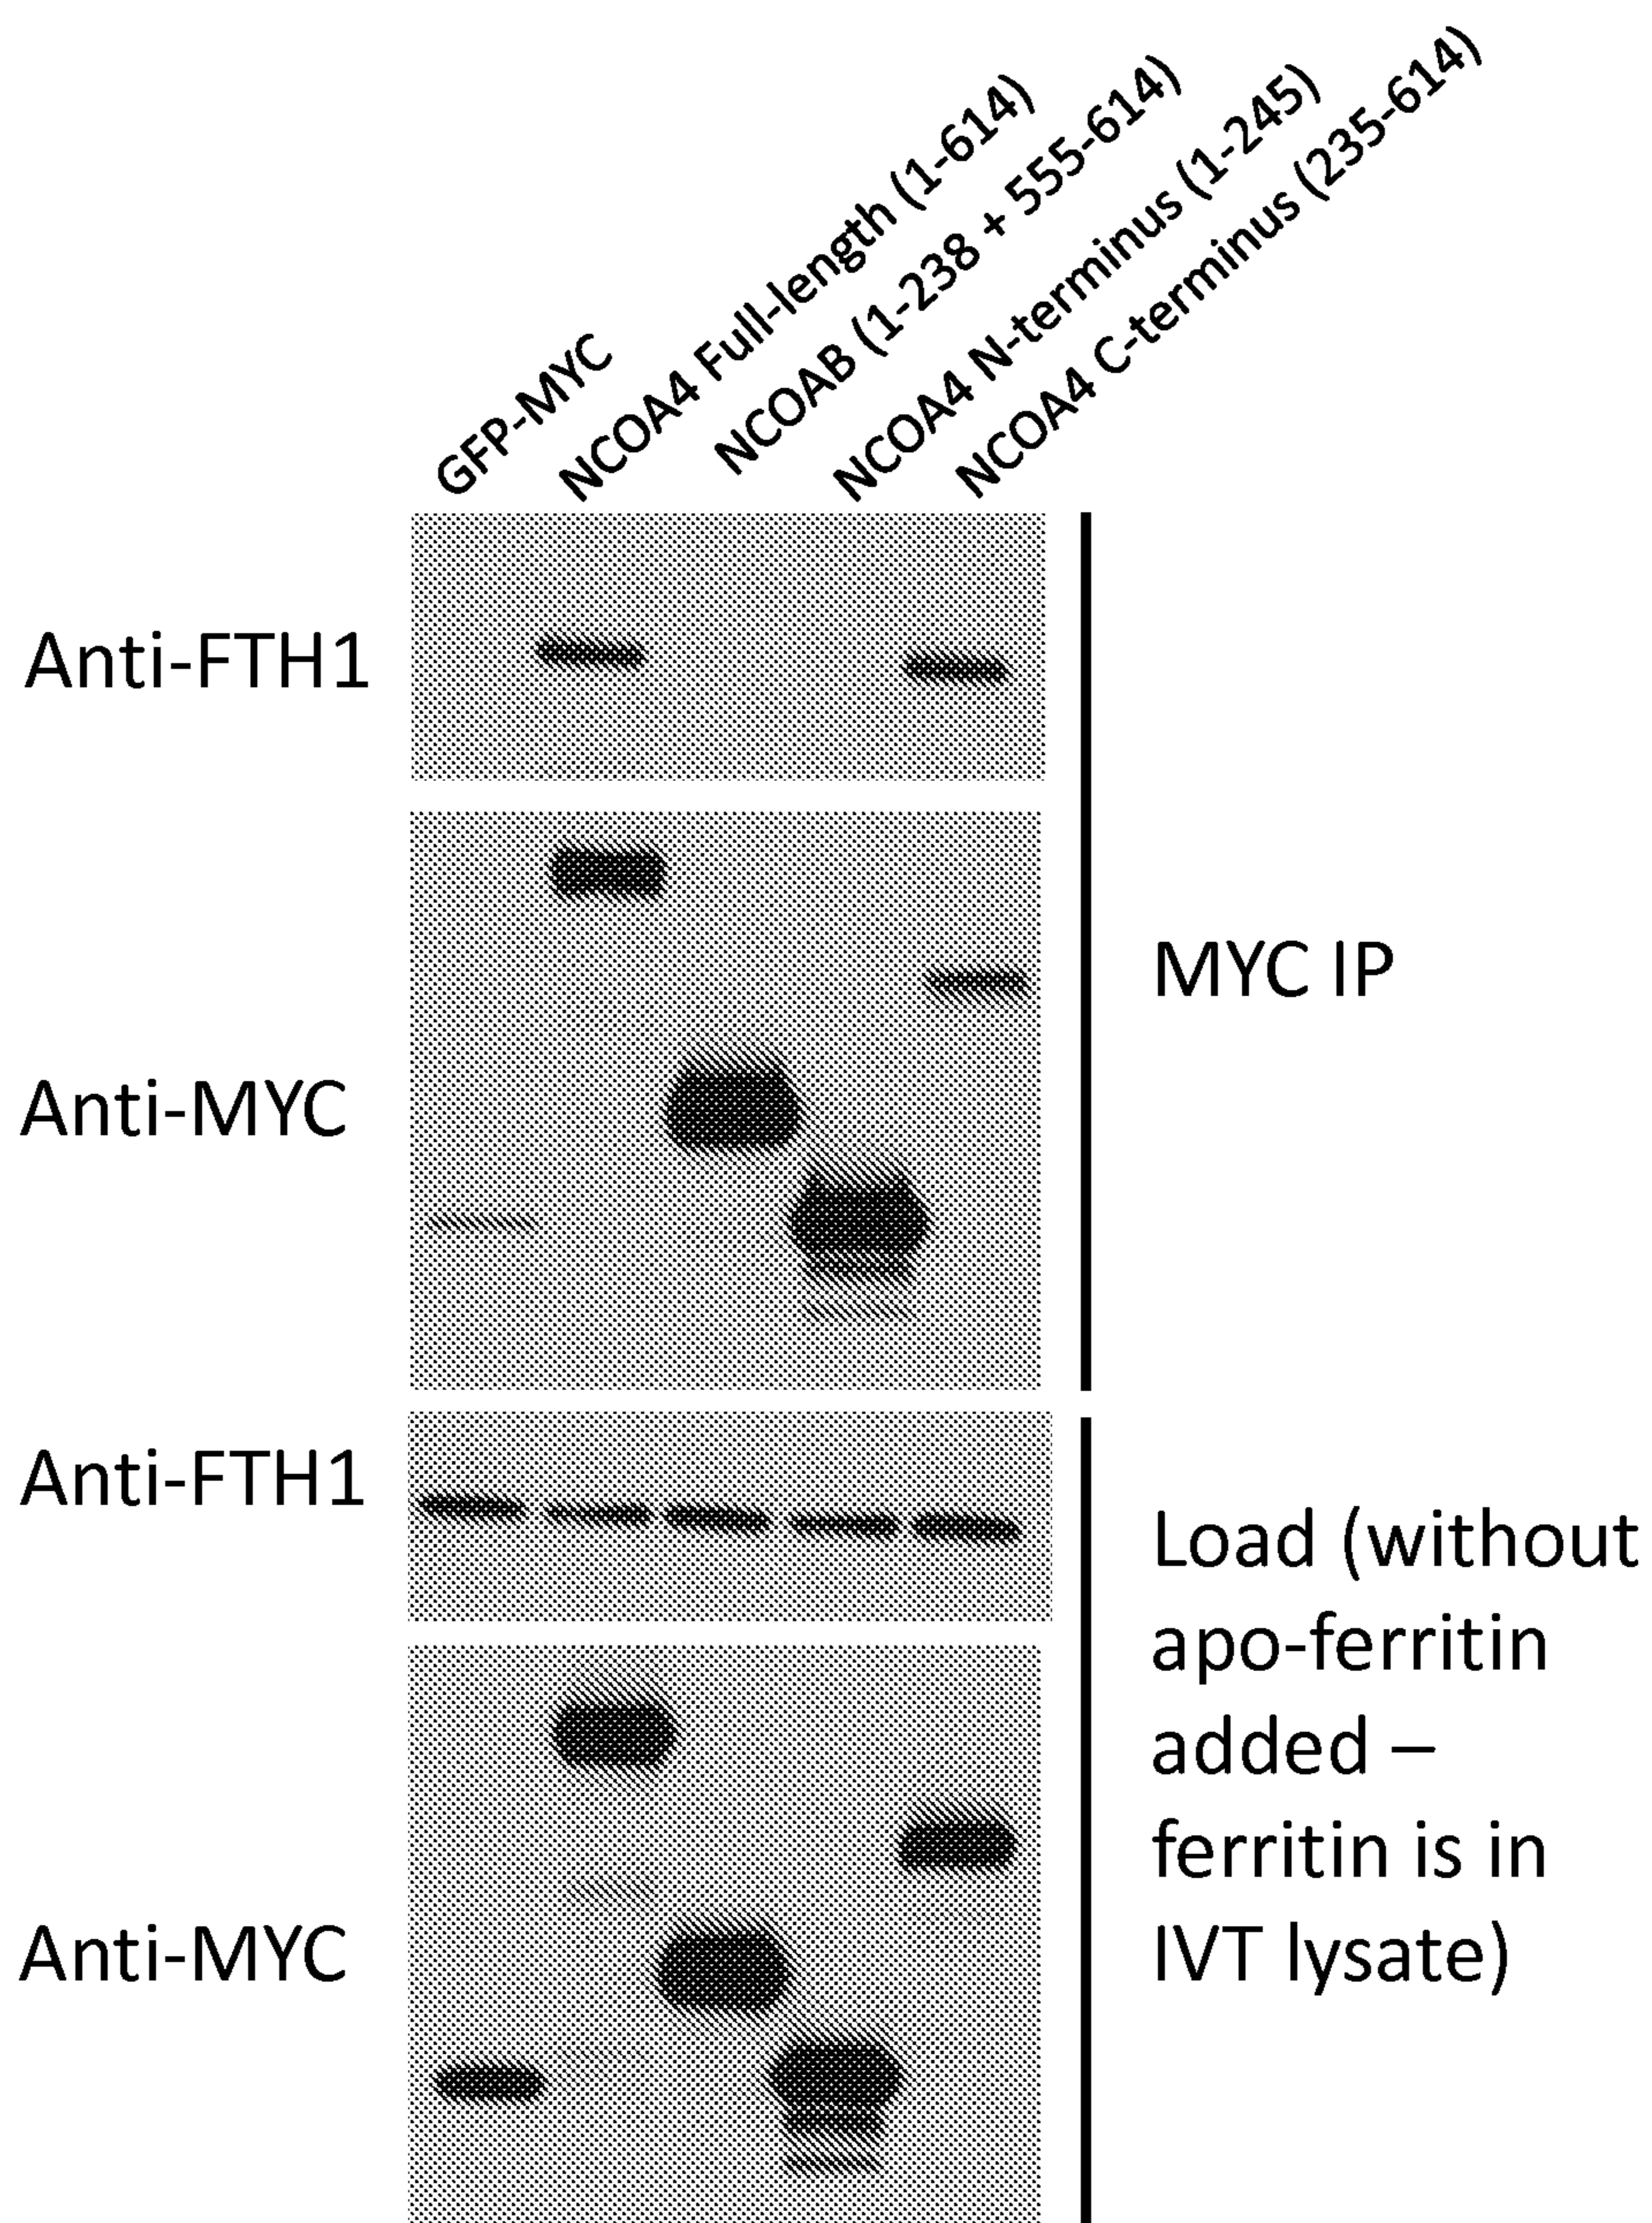 GFP-MYC
NCOA4 Full-length (1-614)
NCOAB (1-238 + 555-614)
NCOA4 N-terminus (1-245)
NCOA4 C-terminus (235-614)
Anti-FTH1
MYC IP
Anti-MYC
Anti-FTH1
Load (without
apo-ferritin
added –
ferritin is in
IVT lysate)
Anti-MYC